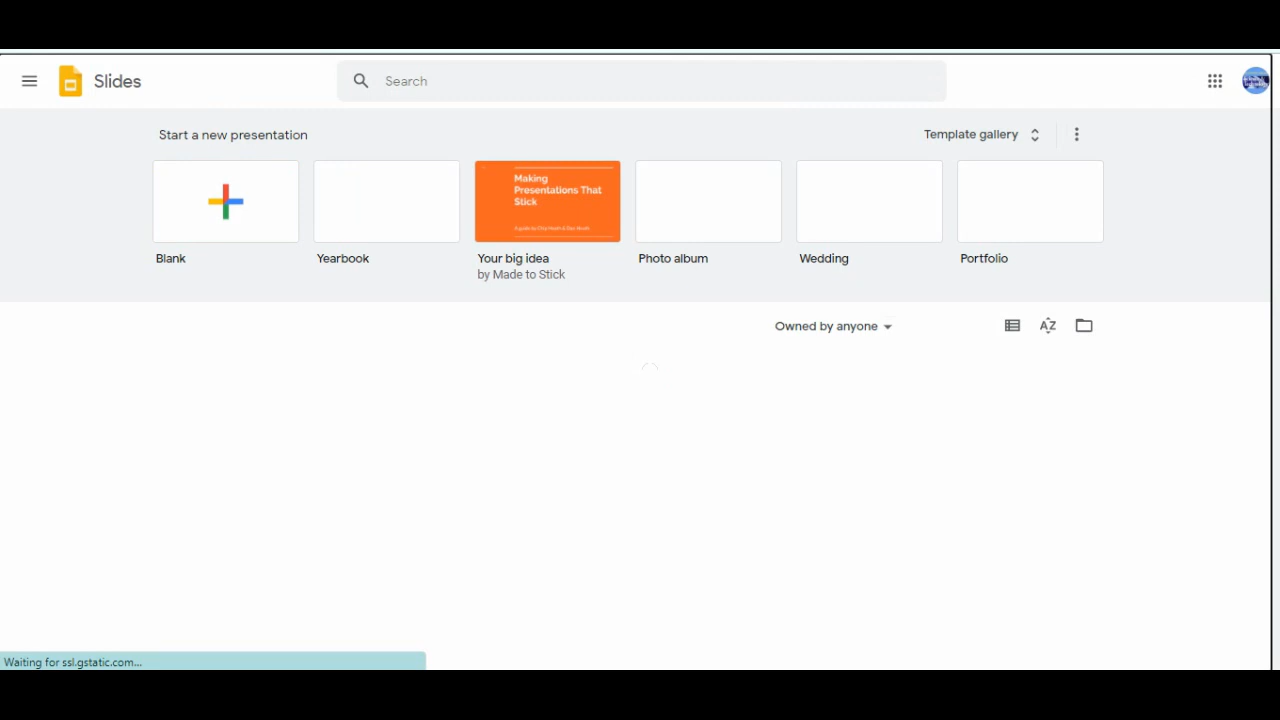 Slides
Search
Start a new presentation
Template gallery
Making
Presentations That
Stick
Blank
Yearbook
Your big idea
by Made to Stick
Photo album
Wedding
Portfolio
Owned by anyone
AZ
Waiting for ssl.gstatic.com...